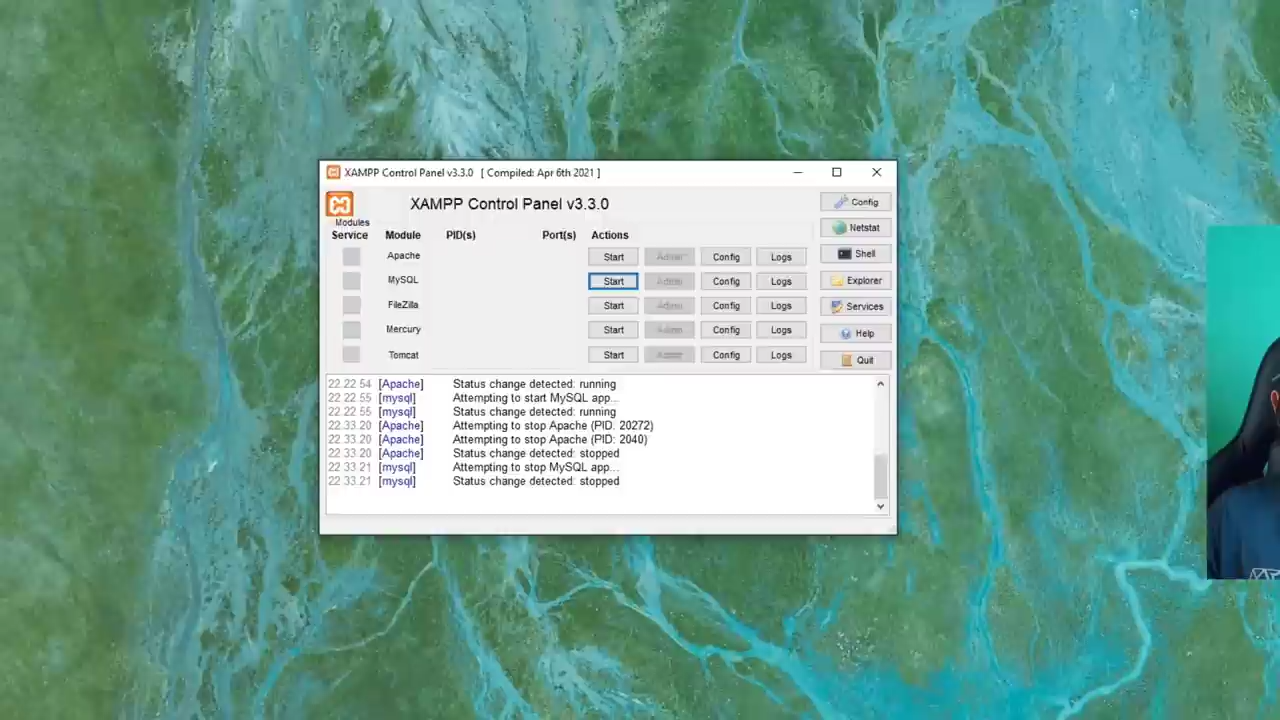 XAMPP Control Panel v3.3.0 [ Compiled: Apr 6th 2021 ]
XAMPP Control Panel v3.3.0
Config
Modules
Service Module PID(s) Port(s) Actions
Netstat
Apache Start Admin Config Logs
Shell
MySQL Start Admin Config Logs
Explorer
FileZilla Start Admin Config Logs
Services
Mercury Start Admin Config Logs
Help
Tomcat Start Admin Config Logs
Quit
22.22.54 [Apache] Status change detected: running
22.22.55 [mysql] Attempting to start MySQL app...
22.22.55 [mysql] Status change detected: running
22.33.20 [Apache] Attempting to stop Apache (PID: 20272)
22.33.20 [Apache] Attempting to stop Apache (PID: 2040)
22.33.20 [Apache] Status change detected: stopped
22.33.21 [mysql] Attempting to stop MySQL app...
22.33.21 [mysql] Status change detected: stopped